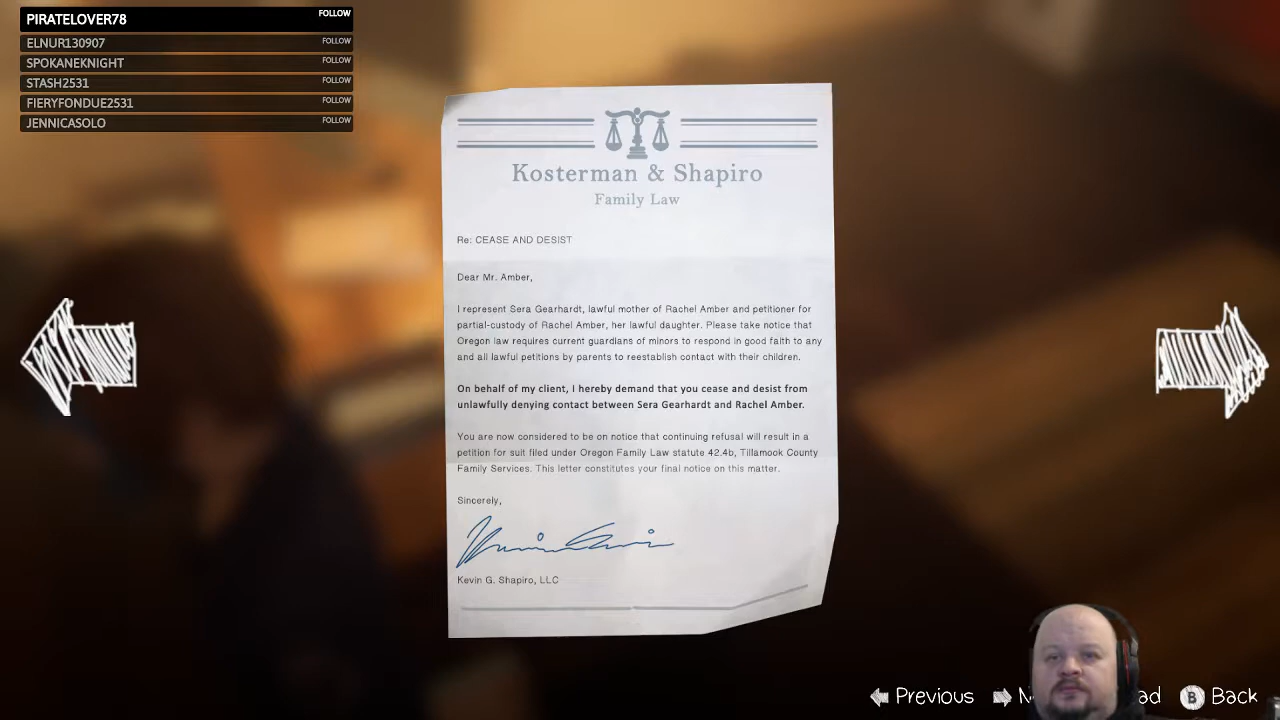 PIRATELOVER78 FOLLOW
ELNUR130907 FOLLOW
SPOKANEKNIGHT FOLLOW
STASH2531 FOLLOW
FIERYFONDUE2531 FOLLOW
JENNICASOLO FOLLOW
Kosterman & Shapiro
Family Law
Re: CEASE AND DESIST
Dear Mr. Amber,
I represent Sera Gearhardt, lawful mother of Rachel Amber and petitioner for
partial-custody of Rachel Amber, her lawful daughter. Please take notice that
Oregon law requires current guardians of minors to respond in good faith to any
and all lawful petitions by parents to reestablish contact with their children.
On behalf of my client, I hereby demand that you cease and desist from
unlawfully denying contact between Sera Gearhardt and Rachel Amber.
You are now considered to be on notice that continuing refusal will result in a
petition for suit filed under Oregon Family Law statute 42.4b, Tillamook County
Family Services. This letter constitutes your final notice on this matter.
Sincerely,
Kevin G. Shapiro, LLC
Previous B Back